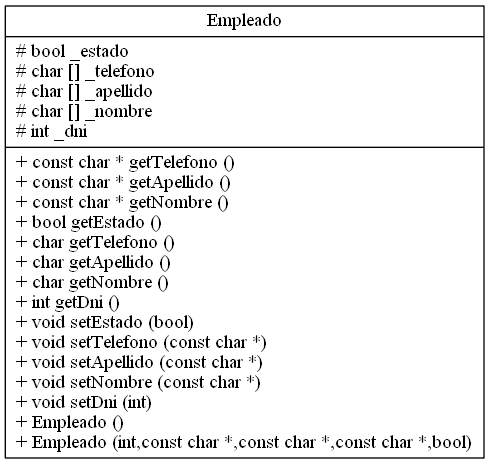 Empleado
# bool _estado
# char [] _telefono
# char [] _apellido
# char [] _nombre
# int _dni
+ const char * getTelefono ()
+ const char * getApellido ()
+ const char * getNombre ()
+ bool getEstado ()
+ char getTelefono ()
+ char getApellido ()
+ char getNombre ()
+ int getDni ()
+ void setEstado (bool)
+ void setTelefono (const char *)
+ void setApellido (const char *)
+ void setNombre (const char *)
+ void setDni (int)
+ Empleado ()
+ Empleado (int,const char *,const char *,const char *,bool)